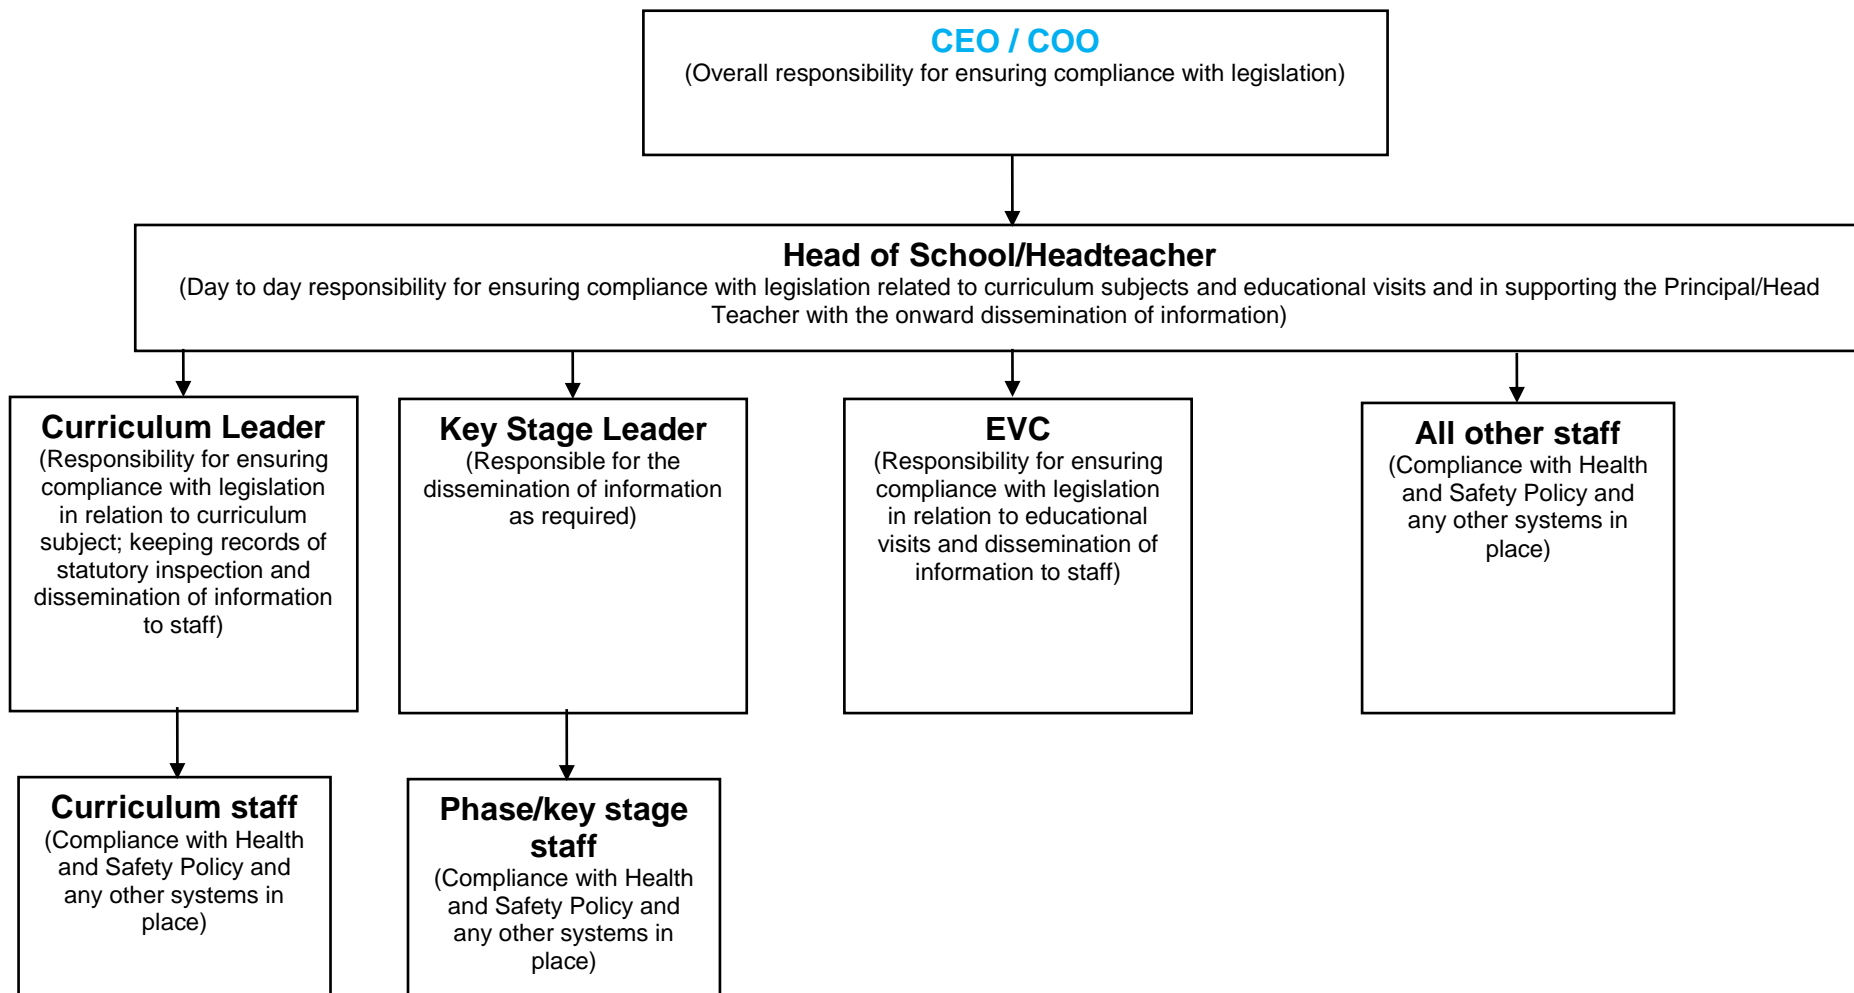 CEO / COO
(Overall responsibility for ensuring compliance with legislation)
Head of School/Headteacher
(Day to day responsibility for ensuring compliance with legislation related to curriculum subjects and educational visits and in supporting the Principal/Head
Teacher with the onward dissemination of information)
Curriculum Leader
(Responsibility for ensuring
compliance with legislation
in relation to curriculum
subject; keeping records of
statutory inspection and
dissemination of information
to staff)
Key Stage Leader
(Responsible for the
dissemination of information
as required)
EVC
(Responsibility for ensuring
compliance with legislation
in relation to educational
visits and dissemination of
information to staff)
All other staff
(Compliance with Health
and Safety Policy and
any other systems in
place)
Curriculum staff
(Compliance with Health
and Safety Policy and
any other systems in
place)
Phase/key stage
staff
(Compliance with Health
and Safety Policy and
any other systems in
place)